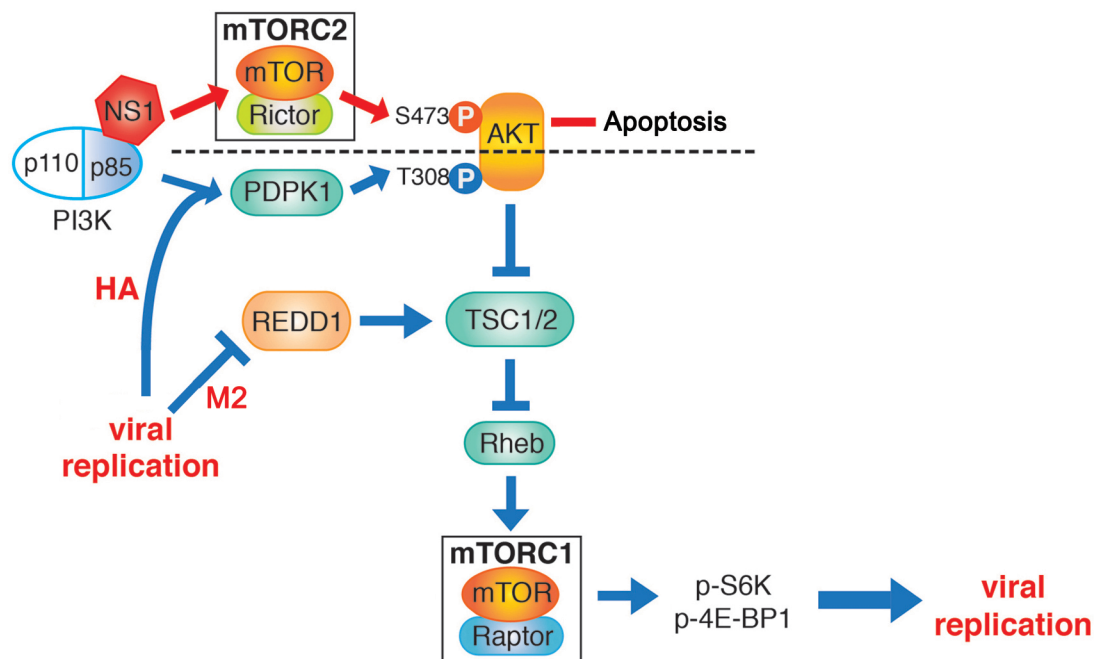 mTORC2
mTOR
Rictor
NS1
p110
p85
PI3K
S473
P
AKT
Apoptosis
PDPK1
T308
P
HA
REDD1
TSC1/2
M2
viral
replication
Rheb
mTORC1
mTOR
Raptor
p-S6K
p-4E-BP1
viral
replication